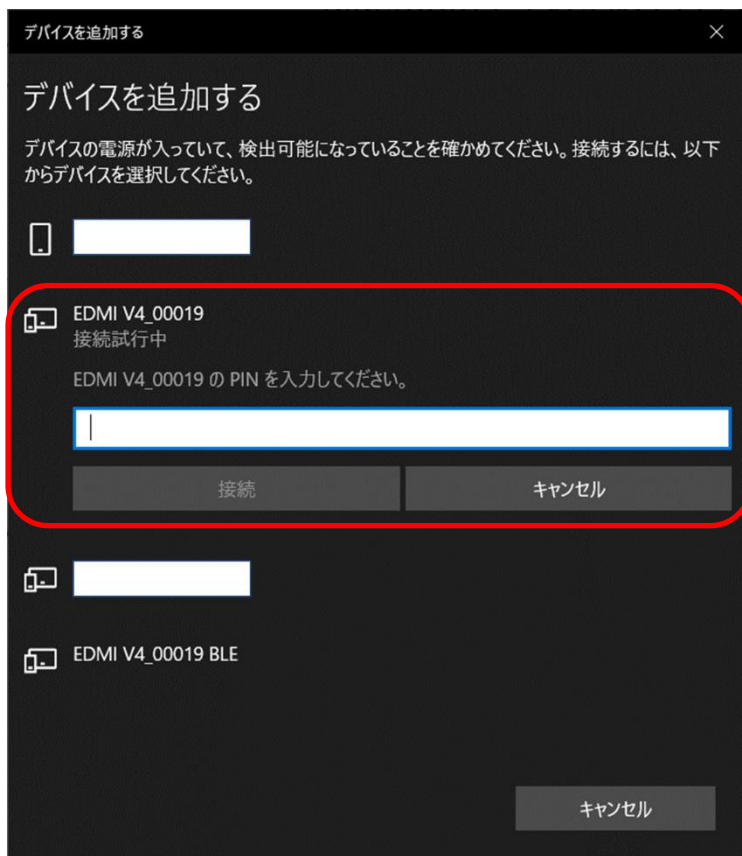 デバイスを追加する
デバイスを追加する
デバイスの電源が入っていて、検出可能になっていることを確かめてください。接続するには、以下
からデバイスを選択してください。
EDMI V4_00019
接続試行中
EDMI V4_00019 の PIN を入力してください。
接続
キャンセル
EDMI V4_00019 BLE
キャンセル